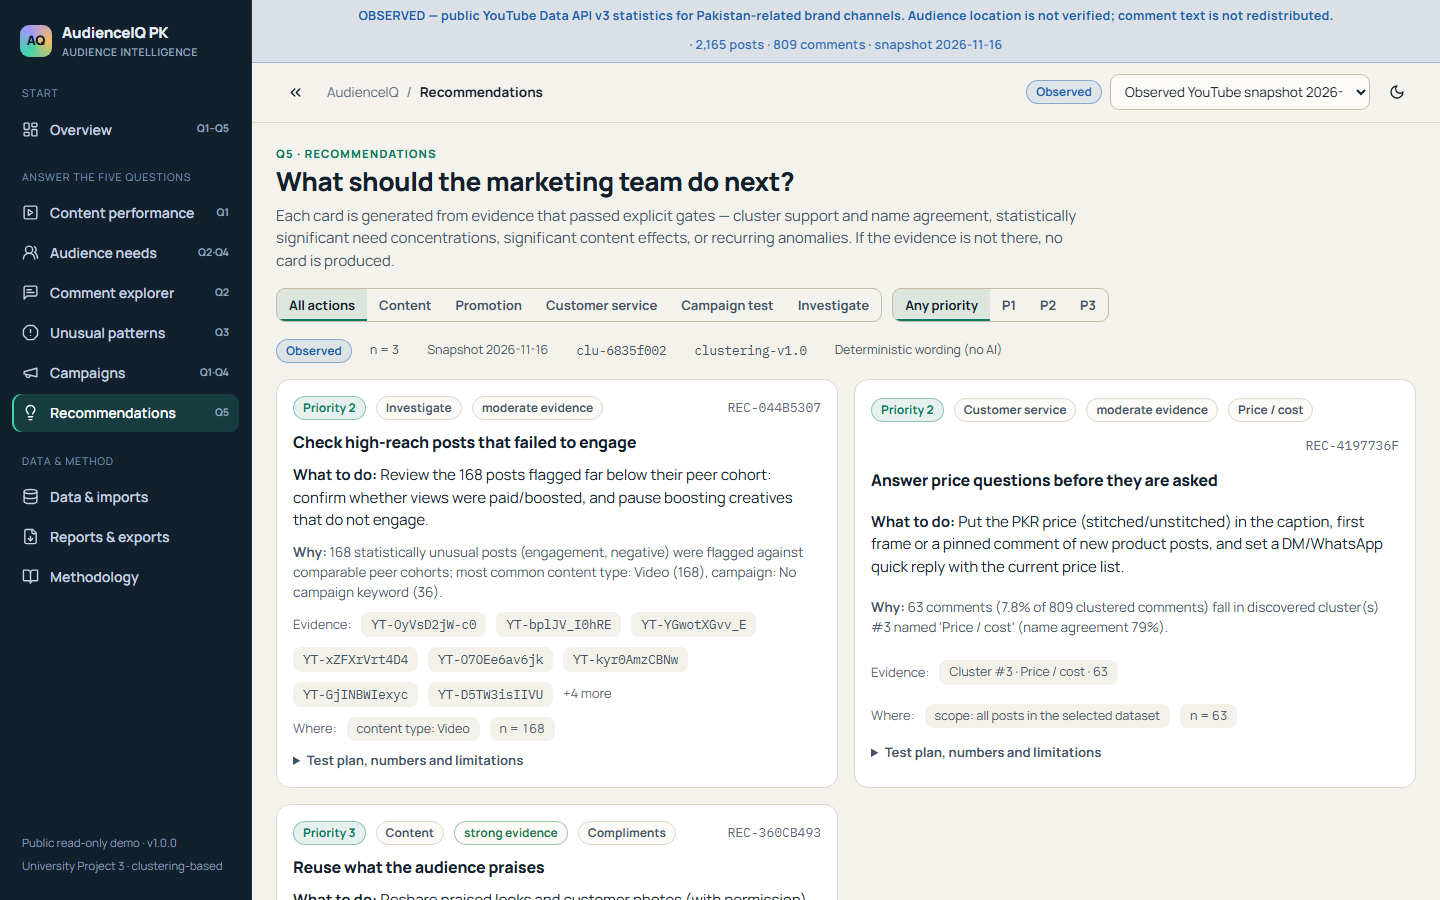 AQ
AudienceIQ PK
AUDIENCE INTELLIGENCE
START
Overview Q1–Q5
ANSWER THE FIVE QUESTIONS
Content performance Q1
Audience needs Q2·Q4
Comment explorer Q2
Unusual patterns Q3
Campaigns Q1·Q4
Recommendations Q5
DATA & METHOD
Data & imports
Reports & exports
Methodology
Public read-only demo · v1.0.0
University Project 3 · clustering-based
OBSERVED — public YouTube Data API v3 statistics for Pakistan-related brand channels. Audience location is not verified; comment text is not redistributed.
· 2,165 posts · 809 comments · snapshot 2026-11-16
AudienceIQ / Recommendations
Observed
Observed YouTube snapshot 2026-
Q5 · RECOMMENDATIONS
What should the marketing team do next?
Each card is generated from evidence that passed explicit gates — cluster support and name agreement, statistically
significant need concentrations, significant content effects, or recurring anomalies. If the evidence is not there, no
card is produced.
All actions Content Promotion Customer service Campaign test Investigate
Any priority P1 P2 P3
Observed n = 3 Snapshot 2026-11-16 clu-6835f002 clustering-v1.0 Deterministic wording (no AI)
Priority 2 Investigate moderate evidence REC-044B5307
Check high-reach posts that failed to engage
What to do: Review the 168 posts flagged far below their peer cohort:
confirm whether views were paid/boosted, and pause boosting creatives
that do not engage.
Why: 168 statistically unusual posts (engagement, negative) were flagged against
comparable peer cohorts; most common content type: Video (168), campaign: No
campaign keyword (36).
Evidence: YT-OyVsD2jW-c0 YT-bplJV_I0hRE YT-YGwotXGvv_E
YT-xZFXrVrt4D4 YT-O7OEe6av6jk YT-kyr0AmzCBNw
YT-GjINBWIexyc YT-D5TW3isIIVU +4 more
Where: content type: Video n = 168
Test plan, numbers and limitations
Priority 2 Customer service moderate evidence Price / cost
REC-4197736F
Answer price questions before they are asked
What to do: Put the PKR price (stitched/unstitched) in the caption, first
frame or a pinned comment of new product posts, and set a DM/WhatsApp
quick reply with the current price list.
Why: 63 comments (7.8% of 809 clustered comments) fall in discovered cluster(s)
#3 named 'Price / cost' (name agreement 79%).
Evidence: Cluster #3 · Price / cost · 63
Where: scope: all posts in the selected dataset n = 63
Test plan, numbers and limitations
Priority 3 Content strong evidence Compliments REC-360CB493
Reuse what the audience praises
What to do: Reshare praised looks and customer photos (with permission)